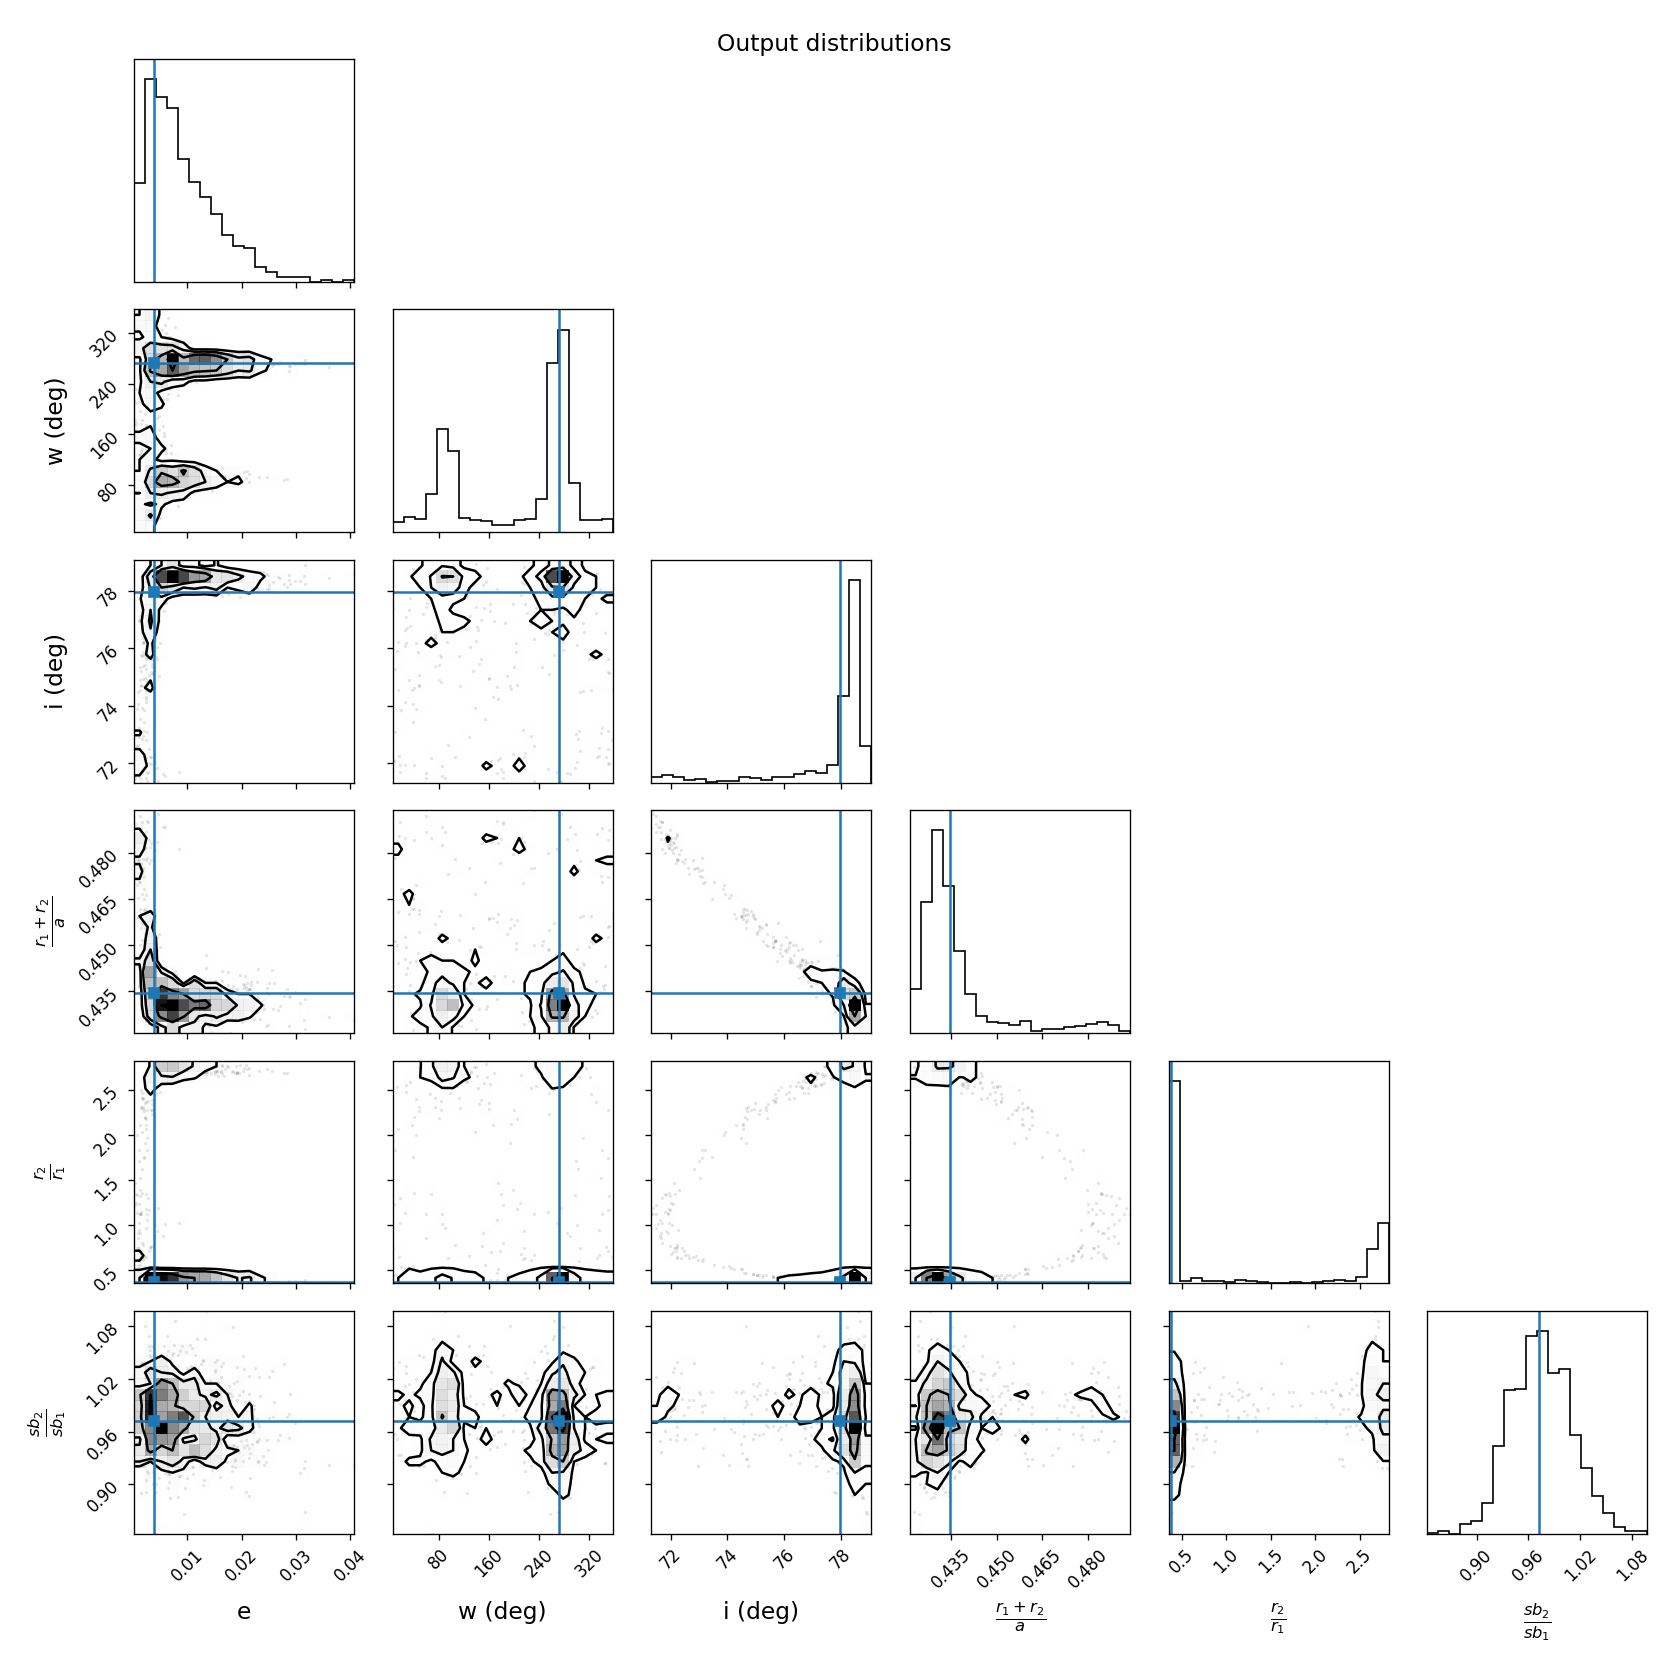 Output distributions
w (deg)
320
240
160
80
i (deg)
78
76
74
72
r₁ + r₂
a
0.480
0.465
0.450
0.435
r₂
r₁
2.5
2.0
1.5
1.0
0.5
sb₂
sb₁
1.08
1.02
0.96
0.90
0.01 0.02 0.03 0.04 80 160 240 320 72 74 76 78 0.435 0.450 0.465 0.480 0.5 1.0 1.5 2.0 2.5 0.90 0.96 1.02 1.08
e w (deg) i (deg)
r₁ + r₂ r₂ sb₂
a r₁ sb₁